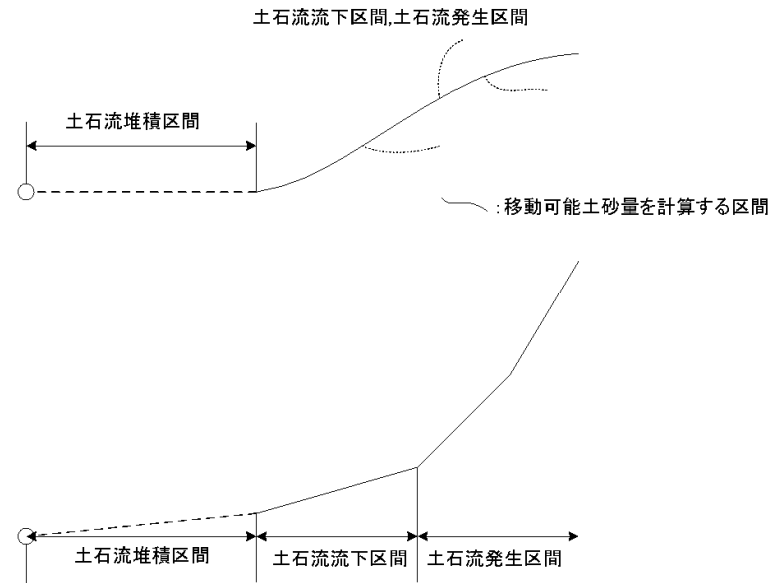 土石流流下区間,土石流発生区間
土石流堆積区間
:移動可能土砂量を計算する区間
土石流堆積区間
土石流流下区間
土石流発生区間